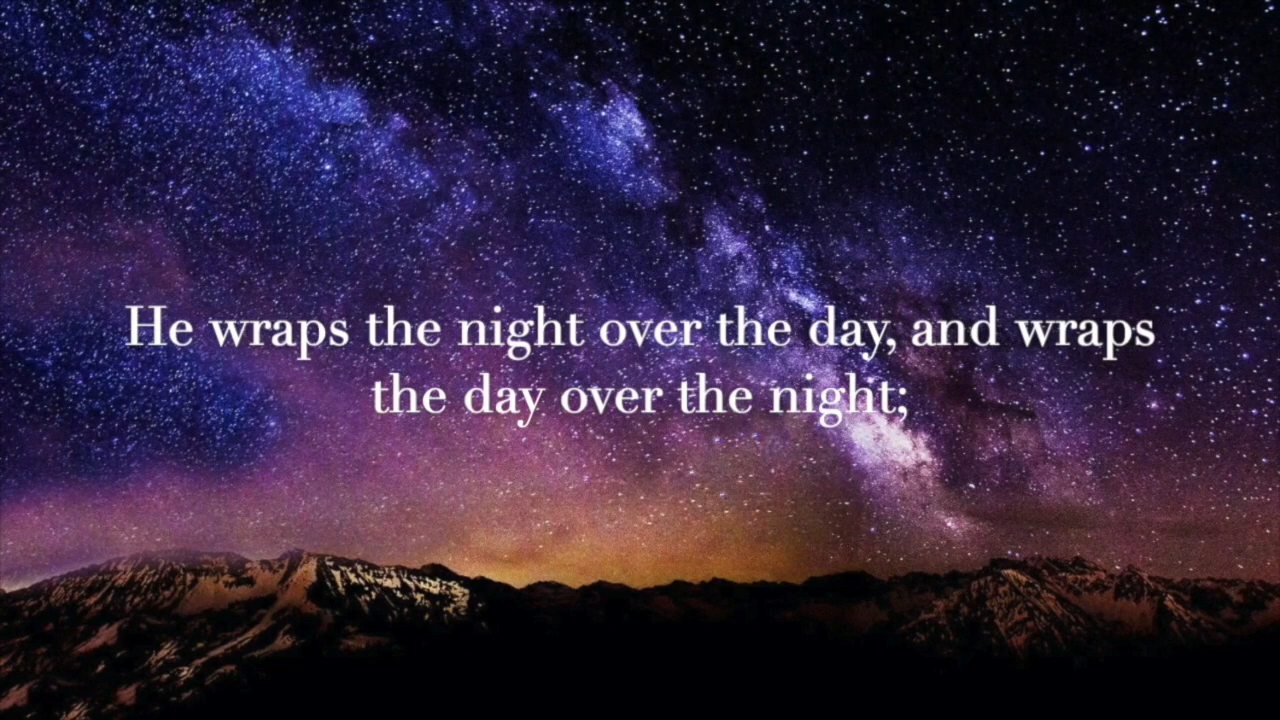 He wraps the night over the day, and wraps
the day over the night;